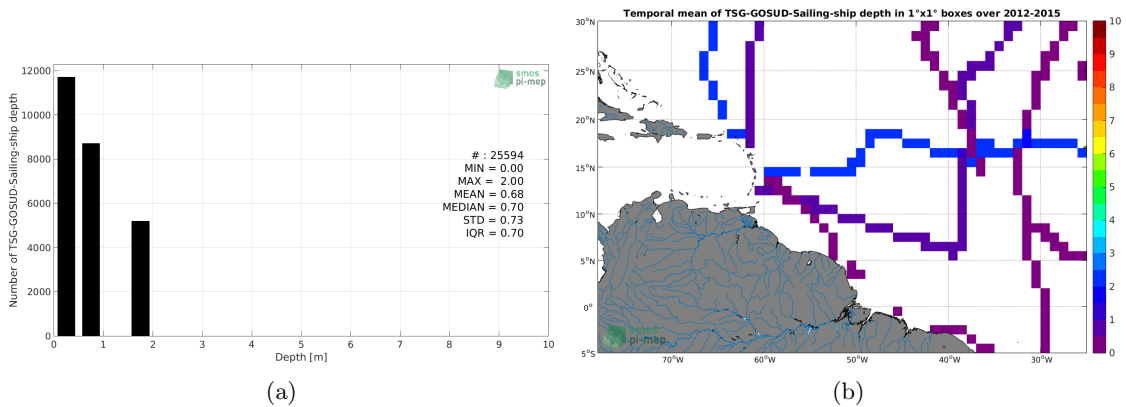 12000
10000
8000
6000
4000
2000
0
Number of TSG-GOSUD-Sailing-ship depth
smos
pi-mep
# : 25594
MIN = 0.00
MAX = 2.00
MEAN = 0.68
MEDIAN = 0.70
STD = 0.73
IQR = 0.70
0 1 2 3 4 5 6 7 8 9 10
Depth [m]
(a)
Temporal mean of TSG-GOSUD-Sailing-ship depth in 1°x1° boxes over 2012-2015
30°N
25°N
20°N
15°N
10°N
5°N
0°
5°S
70°W 60°W 50°W 40°W 30°W
smos
pi-mep
10
9
8
7
6
5
4
3
2
1
0
(b)